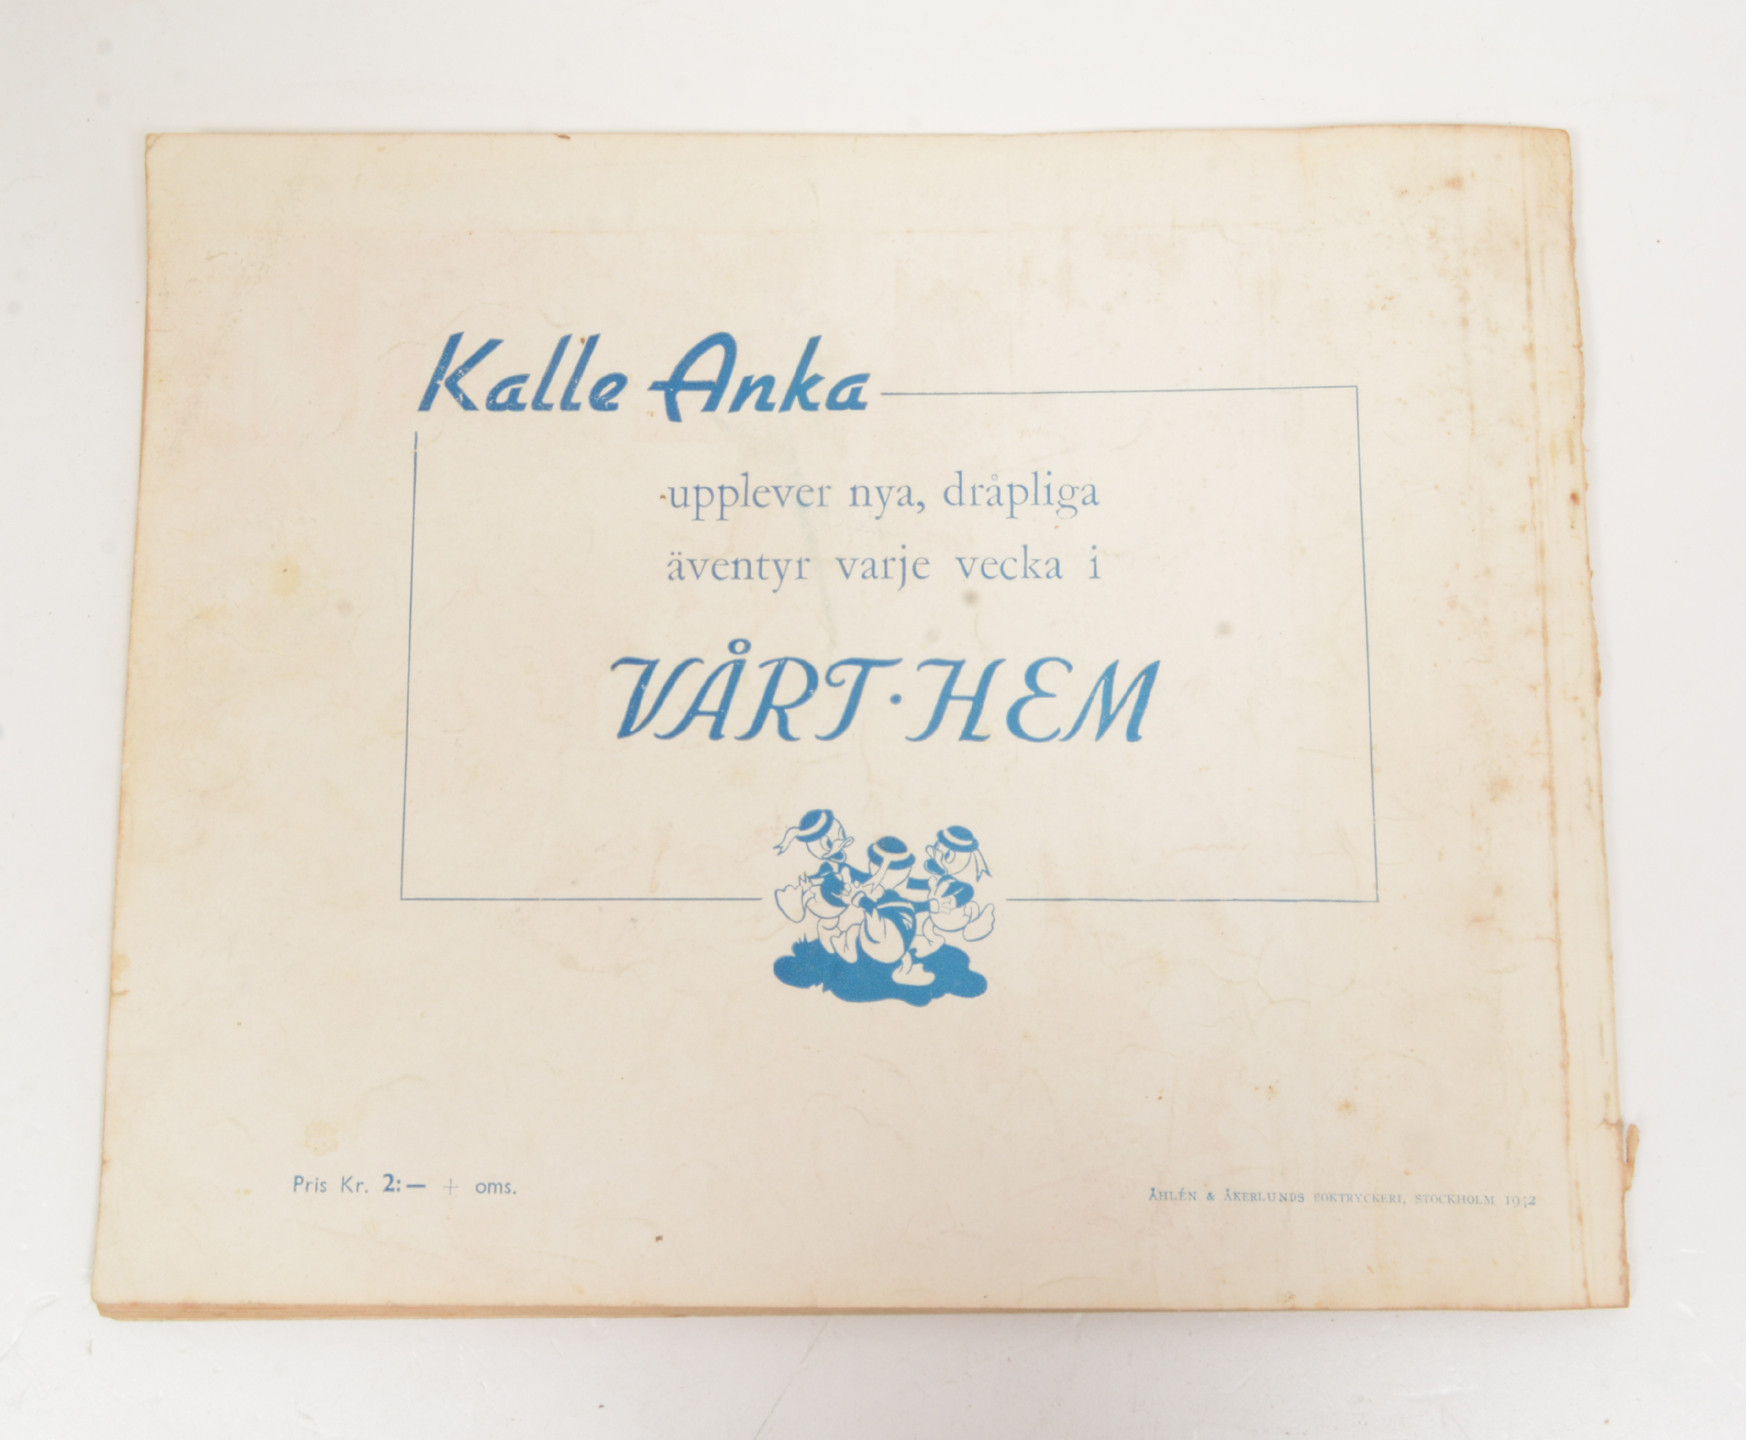 Kalle Anka
upplever nya, dråpliga
äventyr varje vecka i
VÅRT·HEM
Pris Kr. 2:— + oms.
ÅHLÉN & ÅKERLUNDS BOKTRYCKERI, STOCKHOLM